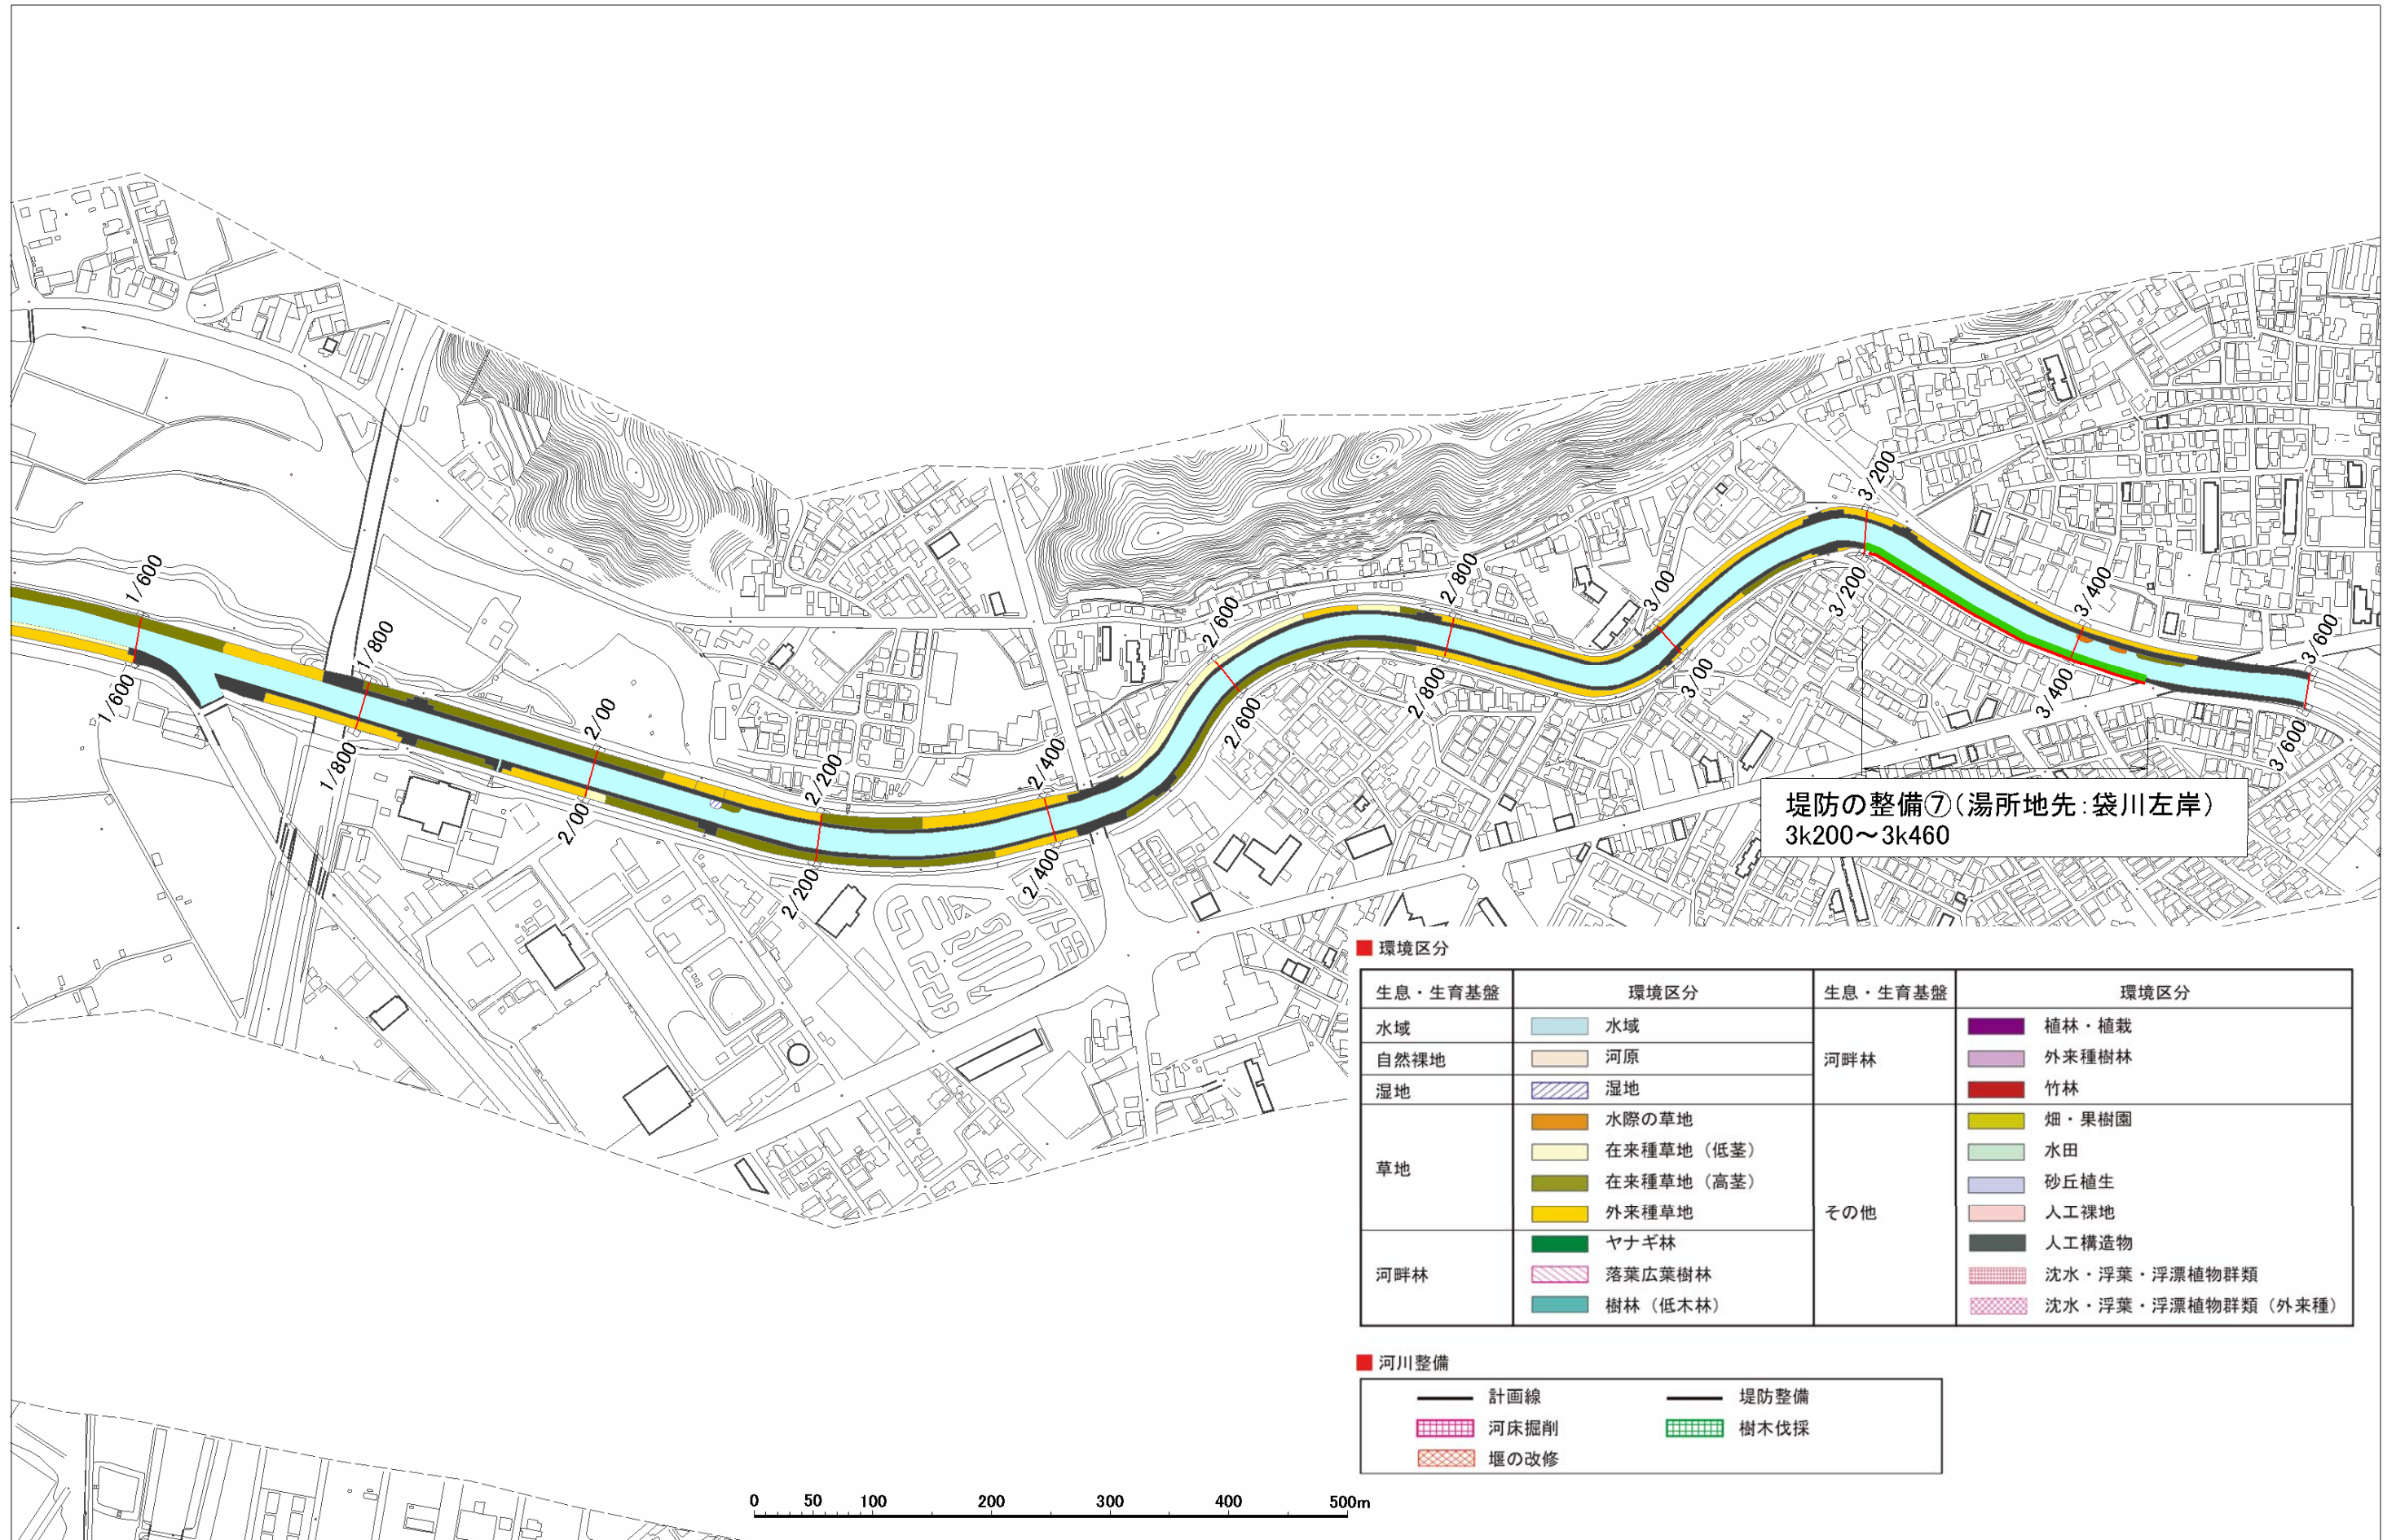 1/600
1/600
1/800
1/800
2/00
2/00
2/200
2/200
2/400
2/400
2/600
2/600
2/800
2/800
3/00
3/00
3/200
3/200
3/400
3/400
3/600
3/600
堤防の整備⑦(湯所地先:袋川左岸)
3k200~3k460
環境区分
生息・生育基盤 環境区分 生息・生育基盤 環境区分
水域 水域
自然裸地 河原
湿地 湿地
草地
水際の草地
在来種草地(低茎)
在来種草地(高茎)
外来種草地
河畔林
ヤナギ林
落葉広葉樹林
樹林(低木林)
河畔林
植林・植栽
外来種樹林
竹林
その他
畑・果樹園
水田
砂丘植生
人工裸地
人工構造物
沈水・浮葉・浮漂植物群類
沈水・浮葉・浮漂植物群類(外来種)
河川整備
計画線 堤防整備
河床掘削 樹木伐採
堰の改修
0 50 100 200 300 400 500m